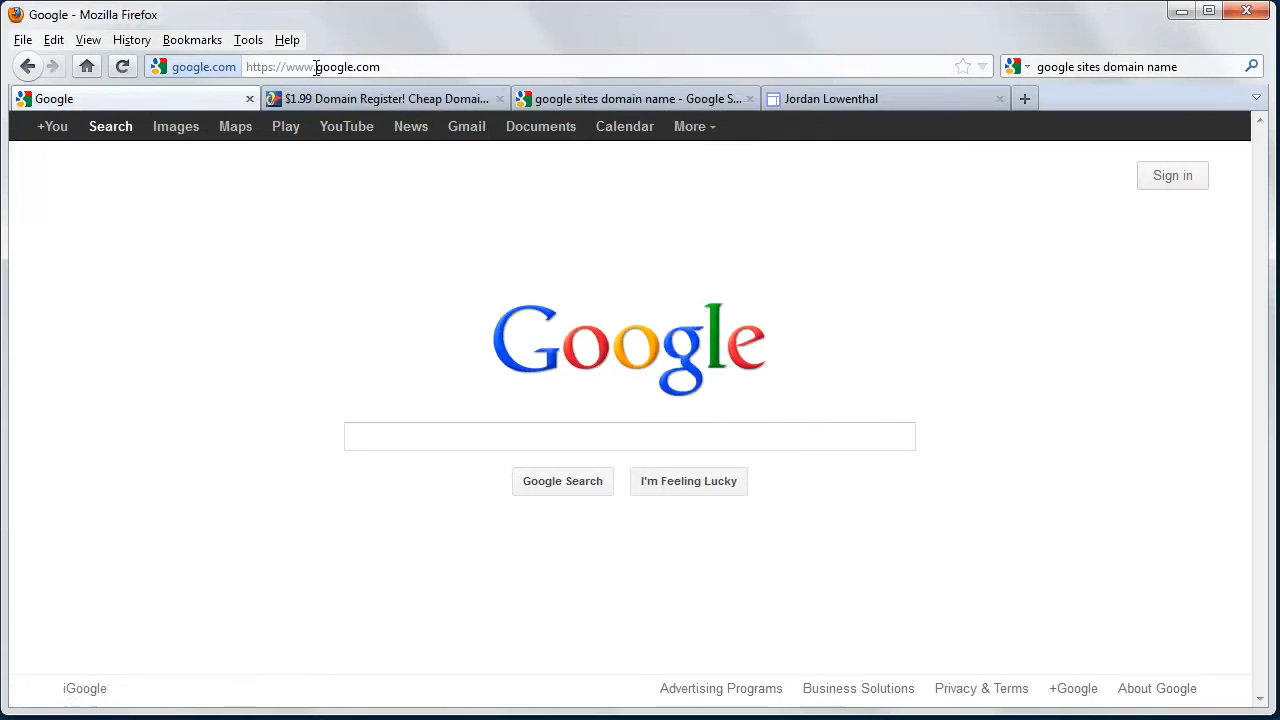 Google - Mozilla Firefox
File Edit View History Bookmarks Tools Help
google.com https://www.google.com google sites domain name
Google $1.99 Domain Register! Cheap Domai... google sites domain name - Google S... Jordan Lowenthal
+You Search Images Maps Play YouTube News Gmail Documents Calendar More
Sign in
Google
Google Search I'm Feeling Lucky
iGoogle Advertising Programs Business Solutions Privacy & Terms +Google About Google